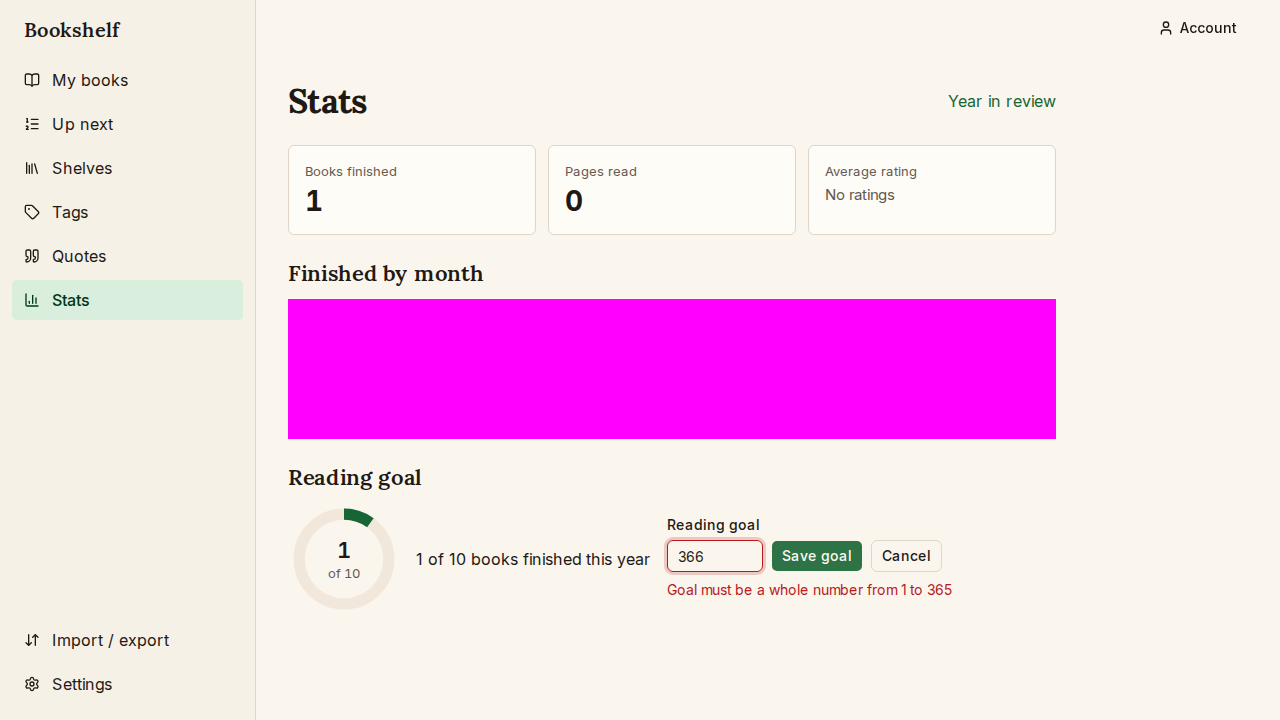 Bookshelf
Account
My books
Up next
Shelves
Tags
Quotes
Stats
Import / export
Settings
Stats
Year in review
Books finished
1
Pages read
0
Average rating
No ratings
Finished by month
Reading goal
1
of 10
1 of 10 books finished this year
Reading goal
366
Save goal
Cancel
Goal must be a whole number from 1 to 365